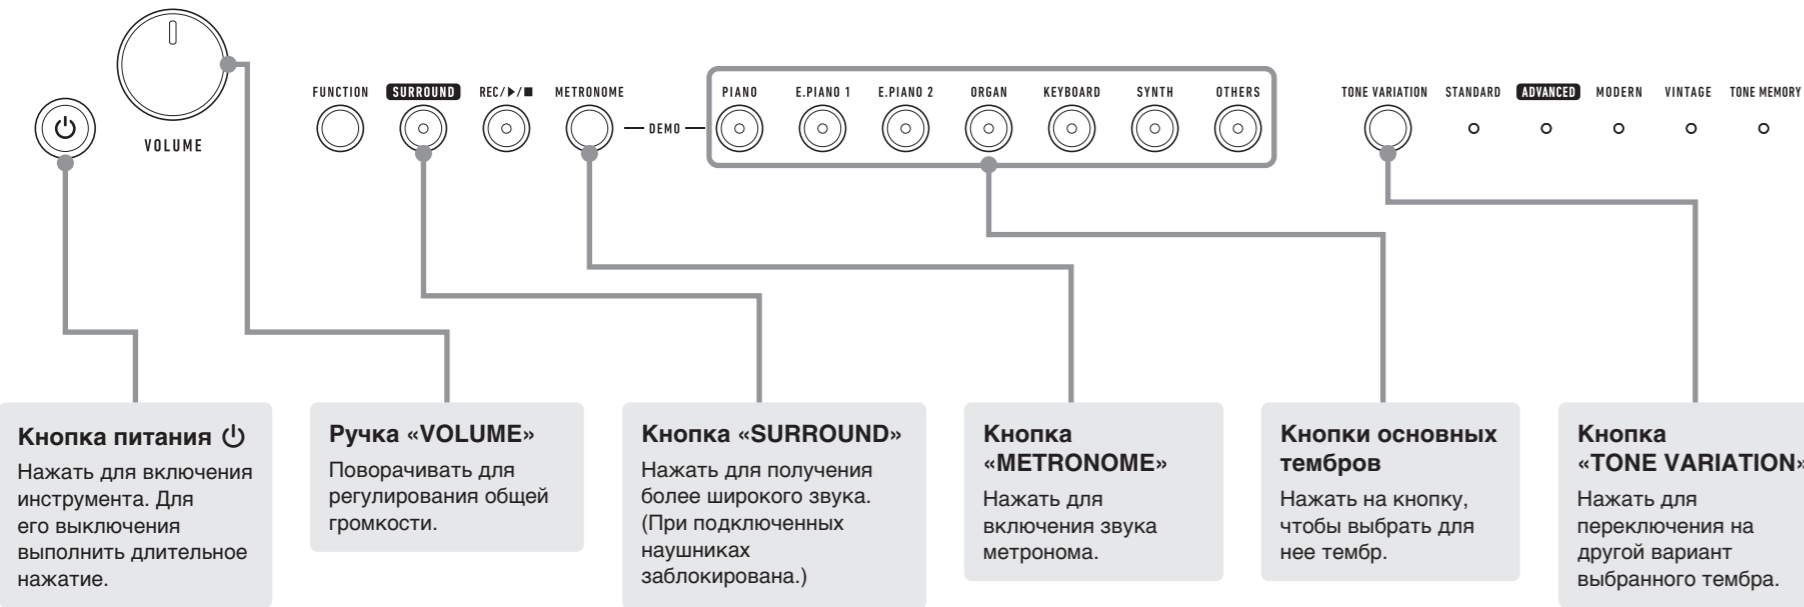 FUNCTION SURROUND REC/▶/■ METRONOME PIANO E.PIANO 1 E.PIANO 2 ORGAN KEYBOARD SYNTH OTHERS TONE VARIATION STANDARD ADVANCED MODERN VINTAGE TONE MEMORY
DEMO
VOLUME
Кнопка питания
Нажать для включения
инструмента. Для
его выключения
выполнить длительное
нажатие.
Ручка «VOLUME»
Поворачивать для
регулирования общей
громкости.
Кнопка «SURROUND»
Нажать для получения
более широкого звука.
(При подключенных
наушниках
заблокирована.)
Кнопка
«METRONOME»
Нажать для
включения звука
метронома.
Кнопки основных
тембров
Нажать на кнопку,
чтобы выбрать для
нее тембр.
Кнопка
«TONE VARIATION»
Нажать для
переключения на
другой вариант
выбранного тембра.